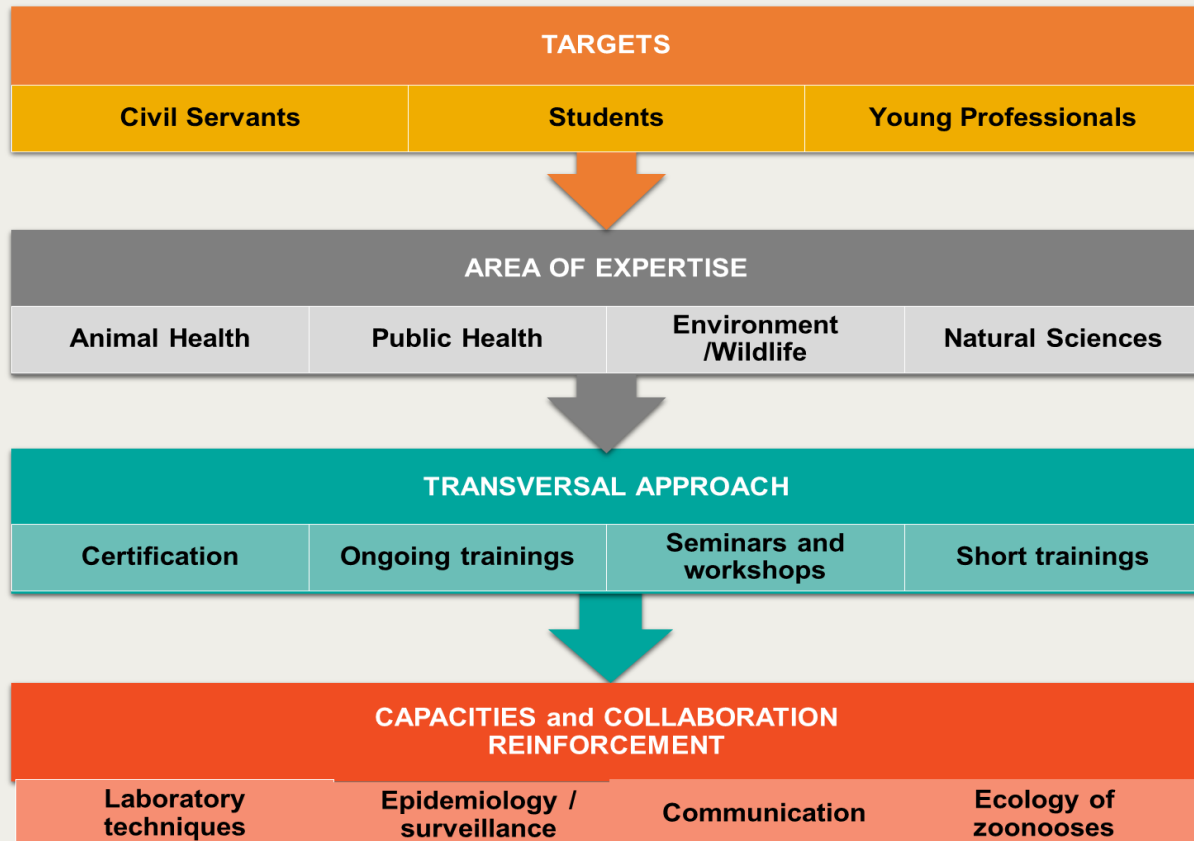 TARGETS
Civil Servants
Students
Young Professionals
AREA OF EXPERTISE
Animal Health
Public Health
Environment
/Wildlife
Natural Sciences
TRANSVERSAL APPROACH
Certification
Ongoing trainings
Seminars and
workshops
Short trainings
CAPACITIES and COLLABORATION
REINFORCEMENT
Laboratory
techniques
Epidemiology /
surveillance
Communication
Ecology of
zoonooses